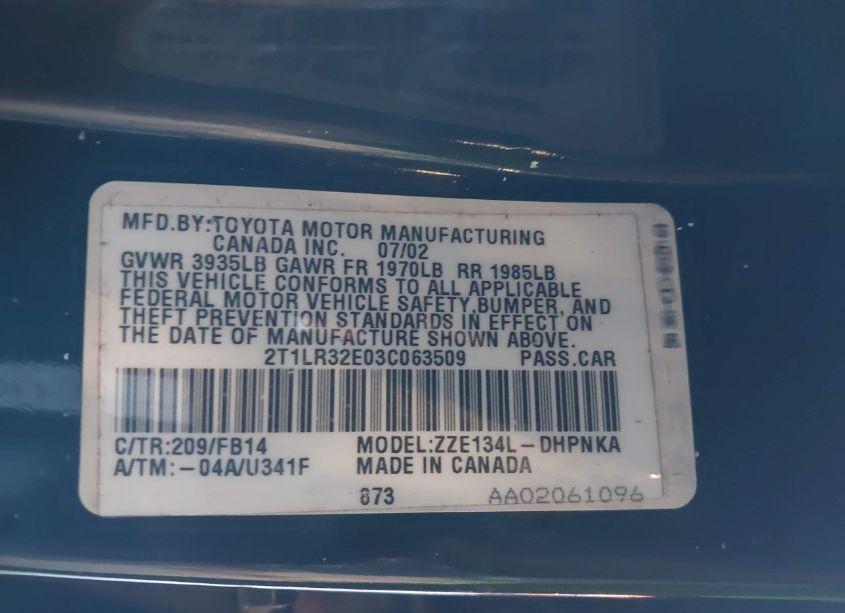 MFD.BY:TOYOTA MOTOR MANUFACTURING
CANADA INC. 07/02
GVWR 3935LB GAWR FR 1970LB RR 1985LB
THIS VEHICLE CONFORMS TO ALL APPLICABLE
FEDERAL MOTOR VEHICLE SAFETY,BUMPER, AND
THEFT PREVENTION STANDARDS IN EFFECT ON
THE DATE OF MANUFACTURE SHOWN ABOVE.
2T1LR32E03C063509 PASS.CAR
C/TR:209/FB14 MODEL:ZZE134L-DHPNKA
A/TM:-04A/U341F MADE IN CANADA
873 AA02061096